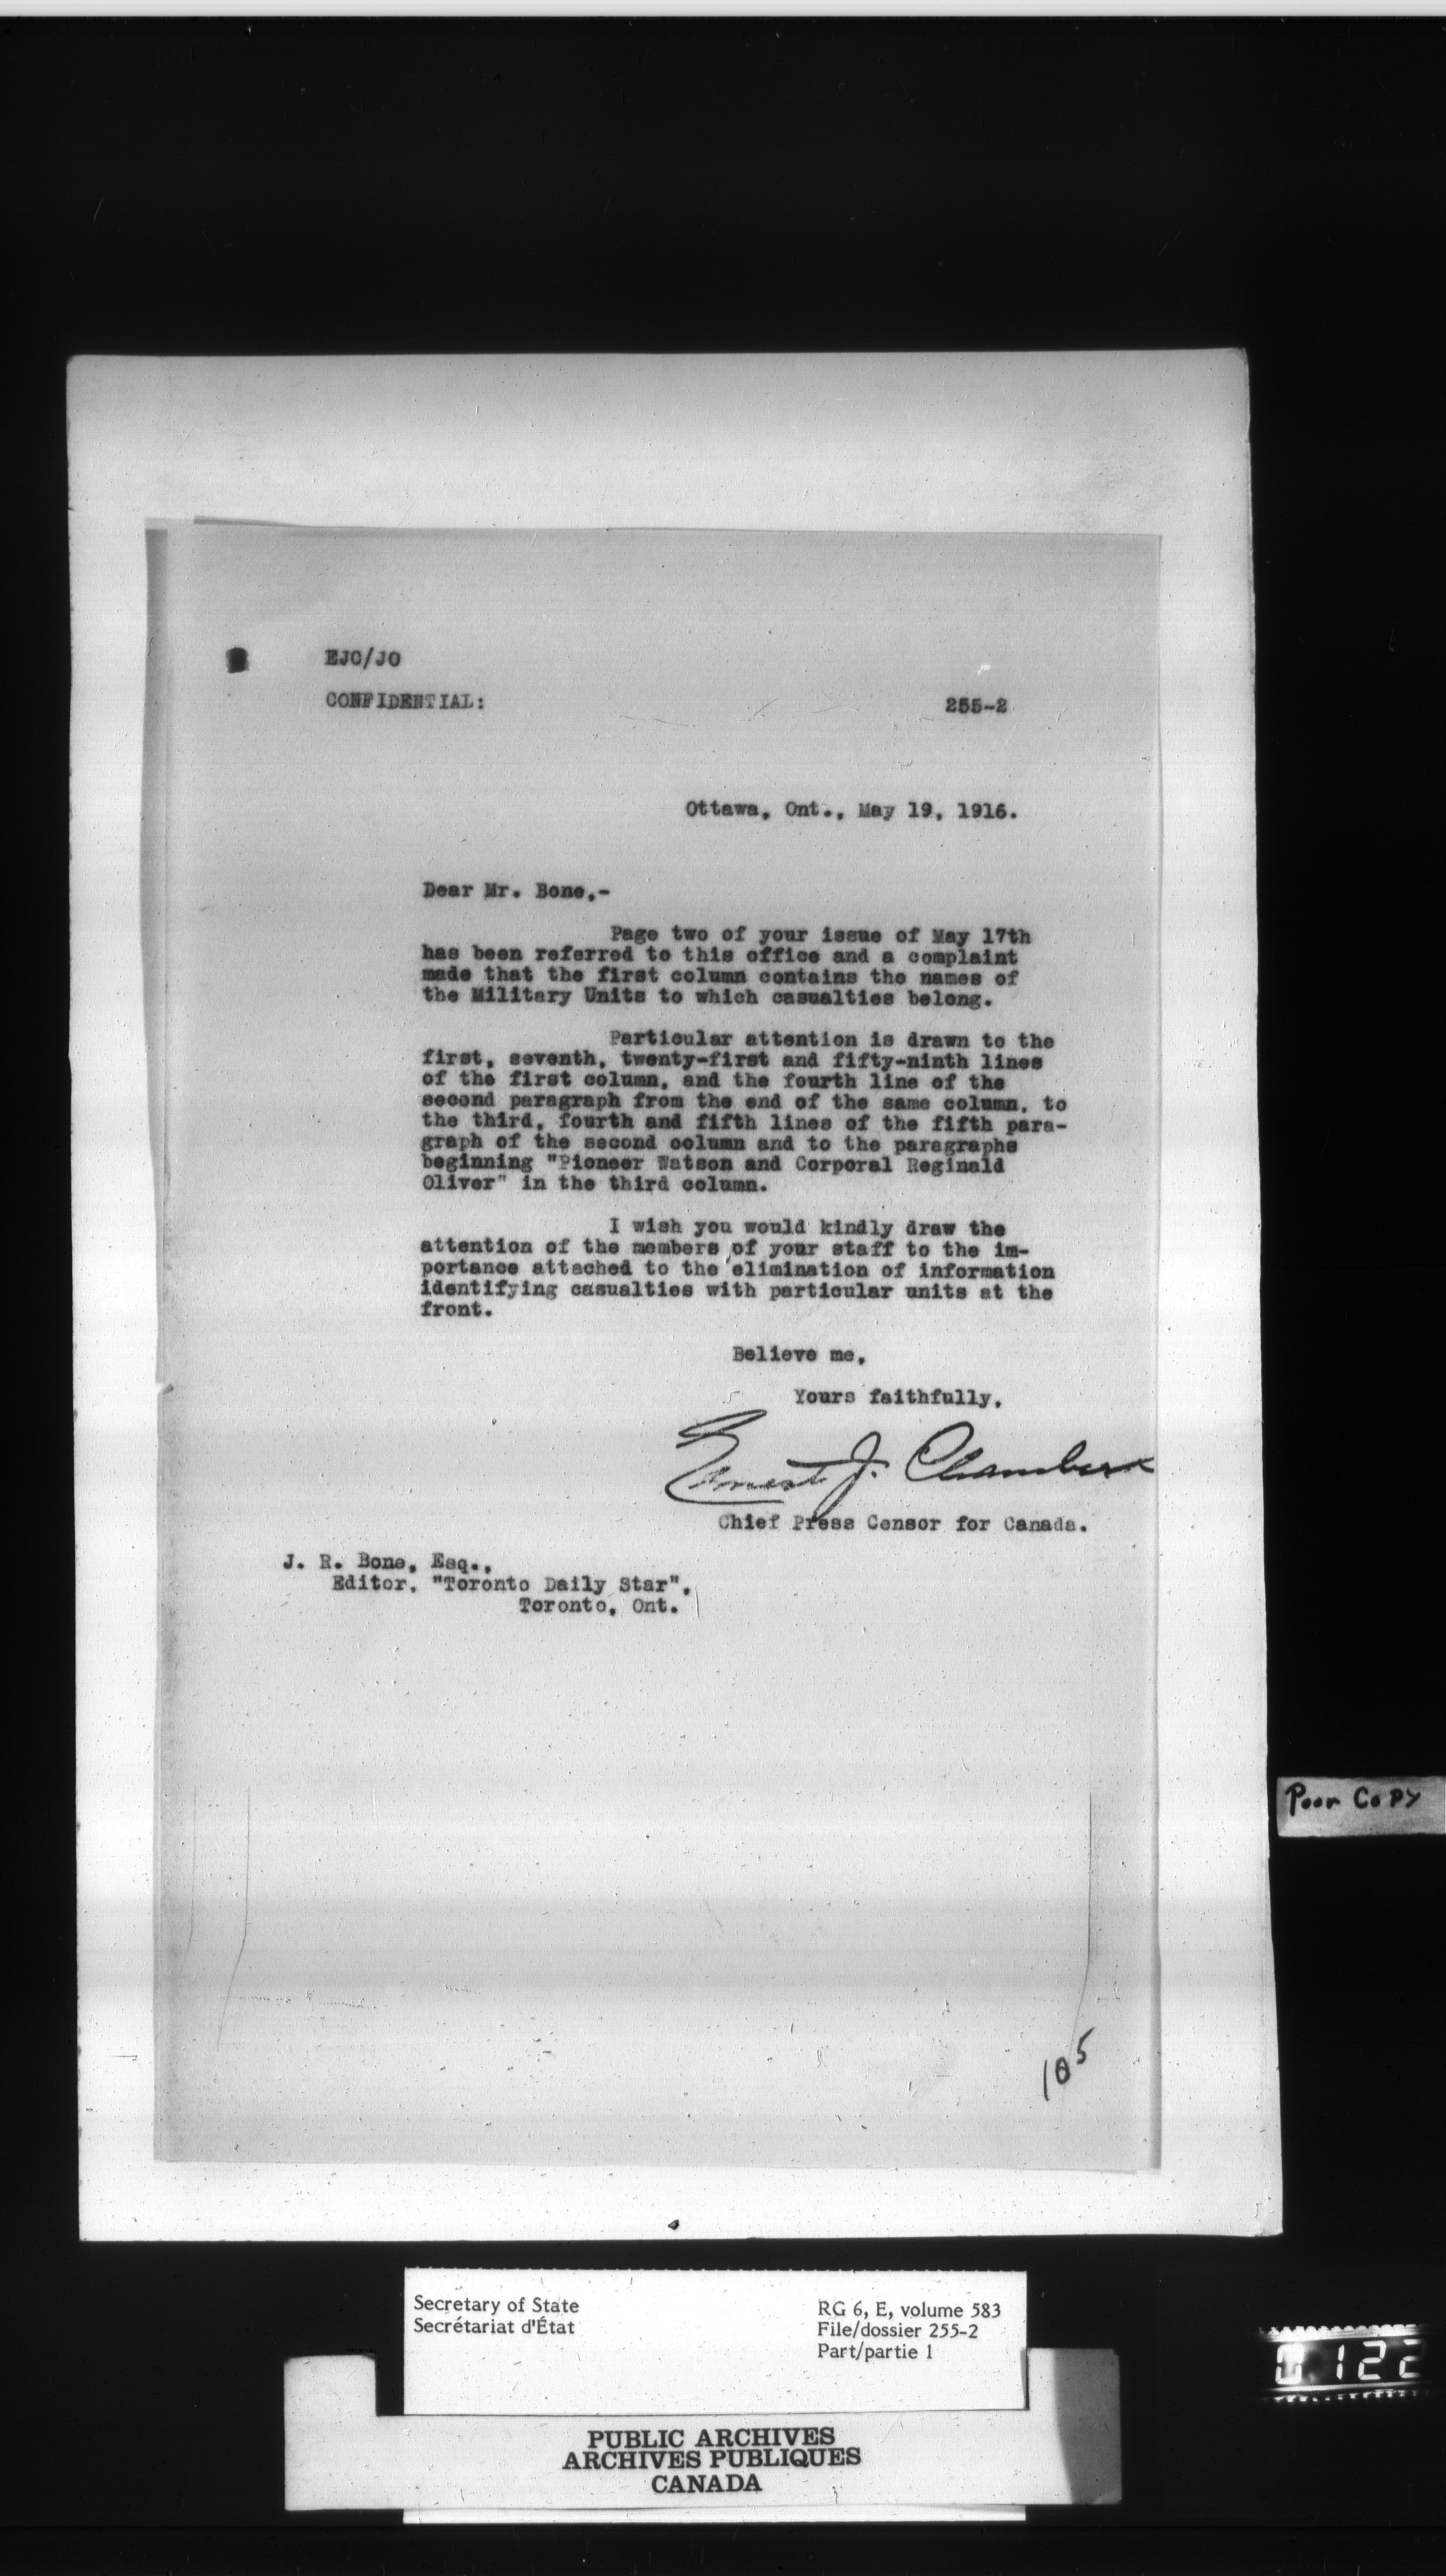 EJC/JO
CONFIDENTIAL:
255-2
Ottawa, Ont., May 19, 1916.
Dear Mr. Bone,-
Page two of your issue of May 17th
has been referred to this office and a complaint
made that the first column contains the names of
the Military Units to which casualties belong.
Particular attention is drawn to the
first, seventh, twenty-first and fifty-ninth lines
of the first column, and the fourth line of the
second paragraph from the end of the same column, to
the third, fourth and fifth lines of the fifth para-
graph of the second column and to the paragraphs
beginning "Pioneer Watson and Corporal Reginald
Oliver" in the third column.
I wish you would kindly draw the
attention of the members of your staff to the im-
portance attached to the elimination of information
identifying casualties with particular units at the
front.
Believe me,
Yours faithfully,
Ernest J. Chambers
Chief Press Censor for Canada.
J. R. Bone, Esq.,
Editor, "Toronto Daily Star",
Toronto, Ont.
Poor Copy
105
Secretary of State
Secrétariat d'État
RG 6, E, volume 583
File/dossier 255-2
Part/partie 1
122
PUBLIC ARCHIVES
ARCHIVES PUBLIQUES
CANADA